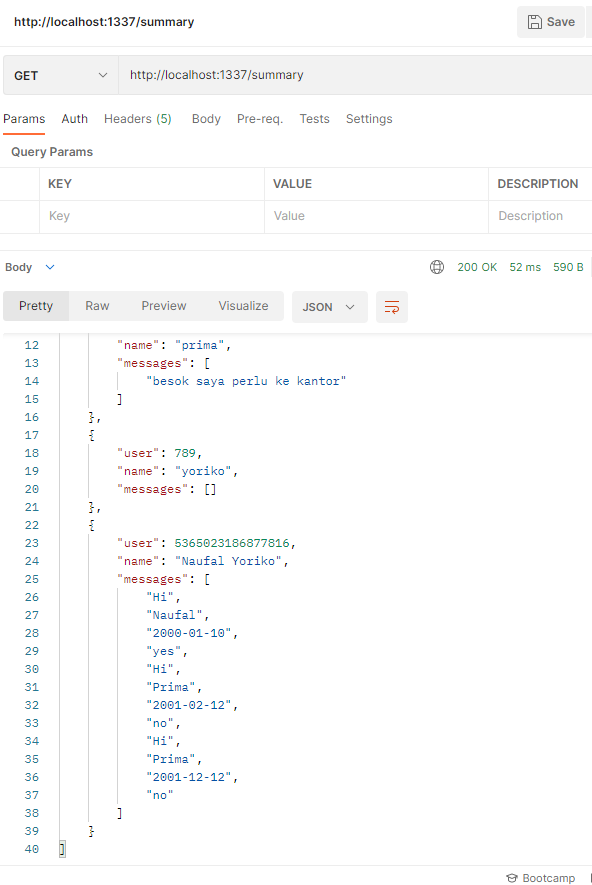 http://localhost:1337/summary
Save
GET
http://localhost:1337/summary
Params Auth Headers (5) Body Pre-req. Tests Settings
Query Params
KEY VALUE DESCRIPTION
Key Value Description
Body 200 OK 52 ms 590 B
Pretty Raw Preview Visualize JSON
12 "name": "prima",
13 "messages": [
14 "besok saya perlu ke kantor"
15 ]
16 },
17 {
18 "user": 789,
19 "name": "yoriko",
20 "messages": []
21 },
22 {
23 "user": 5365023186877816,
24 "name": "Naufal Yoriko",
25 "messages": [
26 "Hi",
27 "Naufal",
28 "2000-01-10",
29 "yes",
30 "Hi",
31 "Prima",
32 "2001-02-12",
33 "no",
34 "Hi",
35 "Prima",
36 "2001-12-12",
37 "no"
38 ]
39 }
40 ]
Bootcamp